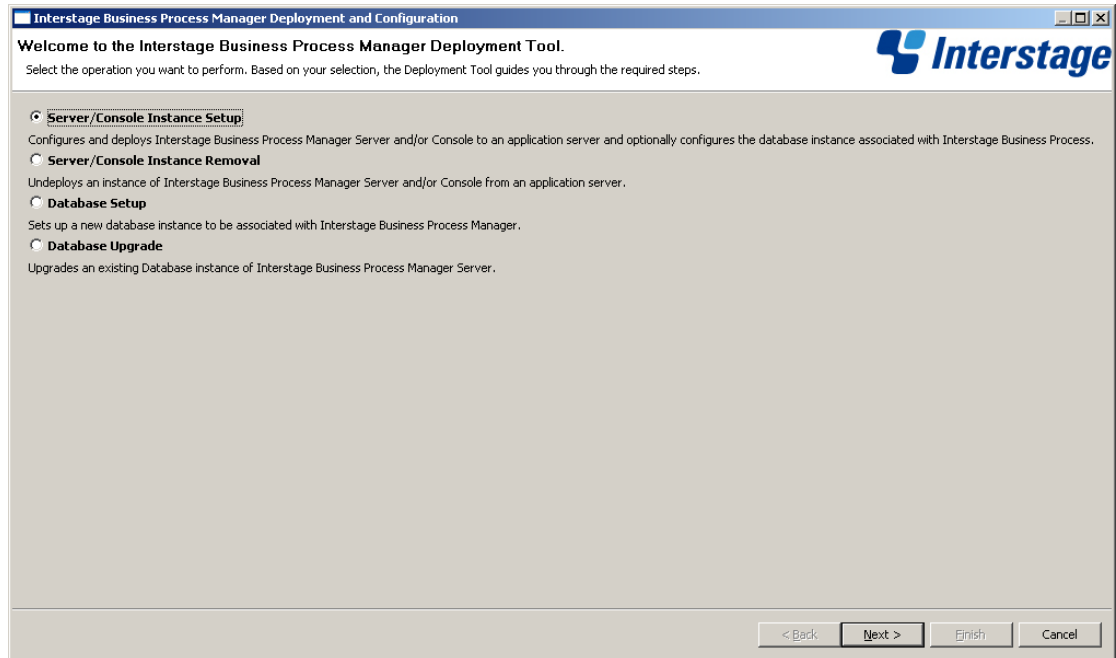 Interstage Business Process Manager Deployment and Configuration
Welcome to the Interstage Business Process Manager Deployment Tool.
Select the operation you want to perform. Based on your selection, the Deployment Tool guides you through the required steps.
Interstage
Server/Console Instance Setup
Configures and deploys Interstage Business Process Manager Server and/or Console to an application server and optionally configures the database instance associated with Interstage Business Process.
Server/Console Instance Removal
Undeploys an instance of Interstage Business Process Manager Server and/or Console from an application server.
Database Setup
Sets up a new database instance to be associated with Interstage Business Process Manager.
Database Upgrade
Upgrades an existing Database instance of Interstage Business Process Manager Server.
< Back Next > Finish Cancel